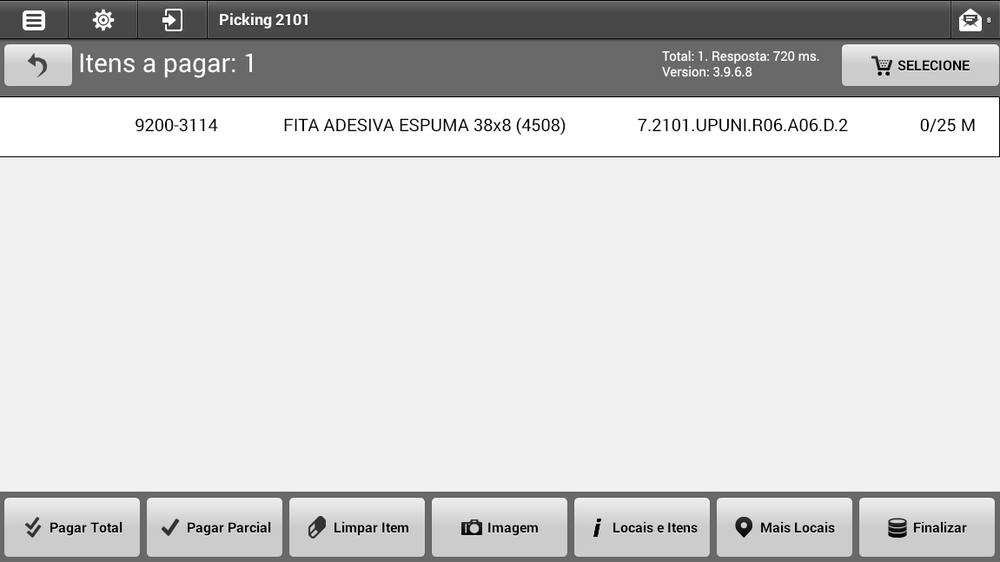 Picking 2101
8
Itens a pagar: 1
Total: 1. Resposta: 720 ms.
Version: 3.9.6.8
SELECIONE
9200-3114 FITA ADESIVA ESPUMA 38x8 (4508) 7.2101.UPUNI.R06.A06.D.2 0/25 M
Pagar Total
Pagar Parcial
Limpar Item
Imagem
Locais e Itens
Mais Locais
Finalizar